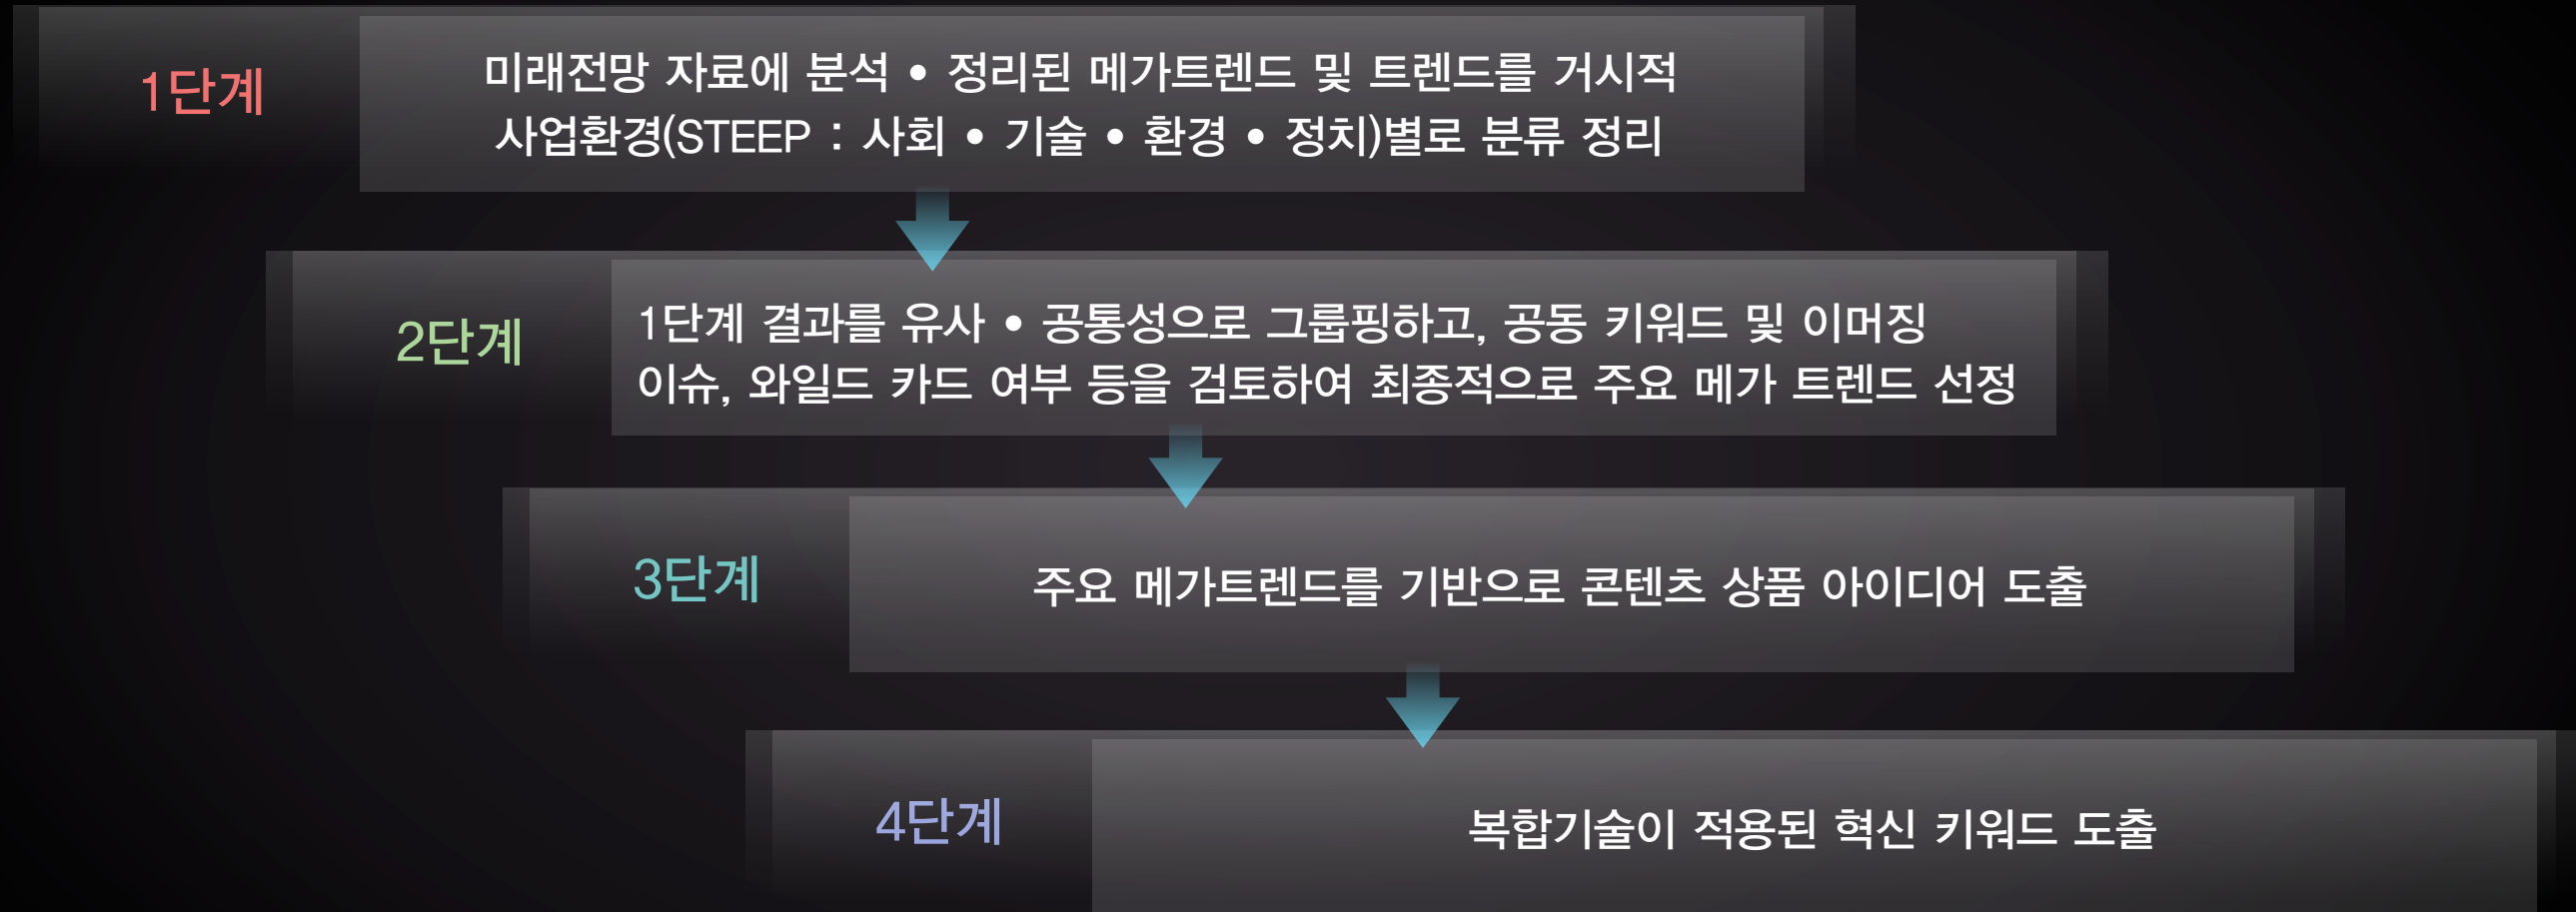 1단계
미래전망 자료에 분석 • 정리된 메가트렌드 및 트렌드를 거시적
사업환경(STEEP : 사회 • 기술 • 환경 • 정치)별로 분류 정리
2단계
1단계 결과를 유사 • 공통성으로 그룹핑하고, 공동 키워드 및 이머징
이슈, 와일드 카드 여부 등을 검토하여 최종적으로 주요 메가 트렌드 선정
3단계
주요 메가트렌드를 기반으로 콘텐츠 상품 아이디어 도출
4단계
복합기술이 적용된 혁신 키워드 도출